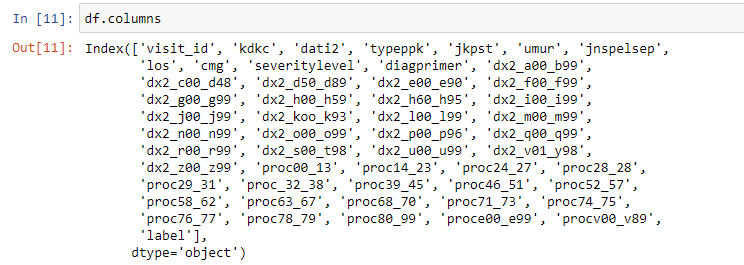 In [11]: df.columns
Out[11]: Index(['visit_id', 'kdkc', 'dati2', 'typeppk', 'jkpst', 'umur', 'jnspelsep',
'los', 'cmg', 'severitylevel', 'diagprimer', 'dx2_a00_b99',
'dx2_c00_d48', 'dx2_d50_d89', 'dx2_e00_e90', 'dx2_f00_f99',
'dx2_g00_g99', 'dx2_h00_h59', 'dx2_h60_h95', 'dx2_i00_i99',
'dx2_j00_j99', 'dx2_koo_k93', 'dx2_l00_l99', 'dx2_m00_m99',
'dx2_n00_n99', 'dx2_o00_o99', 'dx2_p00_p96', 'dx2_q00_q99',
'dx2_r00_r99', 'dx2_s00_t98', 'dx2_u00_u99', 'dx2_v01_y98',
'dx2_z00_z99', 'proc00_13', 'proc14_23', 'proc24_27', 'proc28_28',
'proc29_31', 'proc_32_38', 'proc39_45', 'proc46_51', 'proc52_57',
'proc58_62', 'proc63_67', 'proc68_70', 'proc71_73', 'proc74_75',
'proc76_77', 'proc78_79', 'proc80_99', 'proce00_e99', 'procv00_v89',
'label'],
dtype='object')